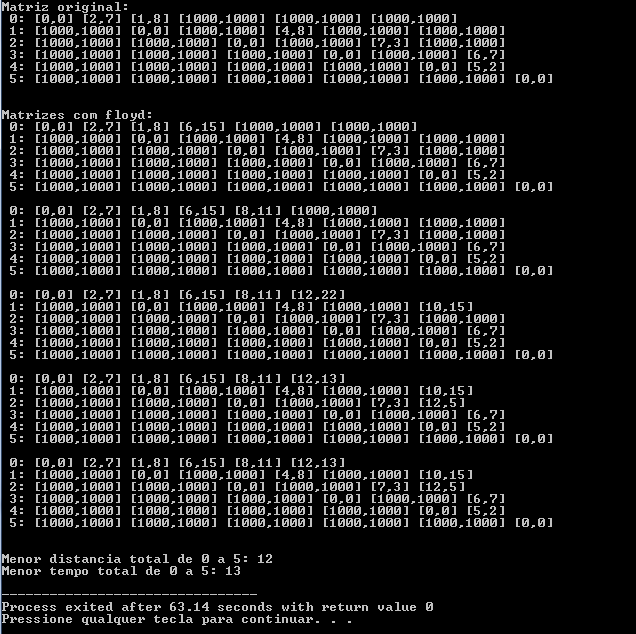 Matriz original:
0: [0,0] [2,7] [1,8] [1000,1000] [1000,1000] [1000,1000]
1: [1000,1000] [0,0] [1000,1000] [4,8] [1000,1000] [1000,1000]
2: [1000,1000] [1000,1000] [0,0] [1000,1000] [7,3] [1000,1000]
3: [1000,1000] [1000,1000] [1000,1000] [0,0] [1000,1000] [6,7]
4: [1000,1000] [1000,1000] [1000,1000] [1000,1000] [0,0] [5,2]
5: [1000,1000] [1000,1000] [1000,1000] [1000,1000] [1000,1000] [0,0]
Matrizes com floyd:
0: [0,0] [2,7] [1,8] [6,15] [1000,1000] [1000,1000]
1: [1000,1000] [0,0] [1000,1000] [4,8] [1000,1000] [1000,1000]
2: [1000,1000] [1000,1000] [0,0] [1000,1000] [7,3] [1000,1000]
3: [1000,1000] [1000,1000] [1000,1000] [0,0] [1000,1000] [6,7]
4: [1000,1000] [1000,1000] [1000,1000] [1000,1000] [0,0] [5,2]
5: [1000,1000] [1000,1000] [1000,1000] [1000,1000] [1000,1000] [0,0]
0: [0,0] [2,7] [1,8] [6,15] [8,11] [1000,1000]
1: [1000,1000] [0,0] [1000,1000] [4,8] [1000,1000] [1000,1000]
2: [1000,1000] [1000,1000] [0,0] [1000,1000] [7,3] [1000,1000]
3: [1000,1000] [1000,1000] [1000,1000] [0,0] [1000,1000] [6,7]
4: [1000,1000] [1000,1000] [1000,1000] [1000,1000] [0,0] [5,2]
5: [1000,1000] [1000,1000] [1000,1000] [1000,1000] [1000,1000] [0,0]
0: [0,0] [2,7] [1,8] [6,15] [8,11] [12,22]
1: [1000,1000] [0,0] [1000,1000] [4,8] [1000,1000] [10,15]
2: [1000,1000] [1000,1000] [0,0] [1000,1000] [7,3] [1000,1000]
3: [1000,1000] [1000,1000] [1000,1000] [0,0] [1000,1000] [6,7]
4: [1000,1000] [1000,1000] [1000,1000] [1000,1000] [0,0] [5,2]
5: [1000,1000] [1000,1000] [1000,1000] [1000,1000] [1000,1000] [0,0]
0: [0,0] [2,7] [1,8] [6,15] [8,11] [12,13]
1: [1000,1000] [0,0] [1000,1000] [4,8] [1000,1000] [10,15]
2: [1000,1000] [1000,1000] [0,0] [1000,1000] [7,3] [12,5]
3: [1000,1000] [1000,1000] [1000,1000] [0,0] [1000,1000] [6,7]
4: [1000,1000] [1000,1000] [1000,1000] [1000,1000] [0,0] [5,2]
5: [1000,1000] [1000,1000] [1000,1000] [1000,1000] [1000,1000] [0,0]
0: [0,0] [2,7] [1,8] [6,15] [8,11] [12,13]
1: [1000,1000] [0,0] [1000,1000] [4,8] [1000,1000] [10,15]
2: [1000,1000] [1000,1000] [0,0] [1000,1000] [7,3] [12,5]
3: [1000,1000] [1000,1000] [1000,1000] [0,0] [1000,1000] [6,7]
4: [1000,1000] [1000,1000] [1000,1000] [1000,1000] [0,0] [5,2]
5: [1000,1000] [1000,1000] [1000,1000] [1000,1000] [1000,1000] [0,0]
Menor distancia total de 0 a 5: 12
Menor tempo total de 0 a 5: 13
--------------------------------
Process exited after 63.14 seconds with return value 0
Pressione qualquer tecla para continuar. . .